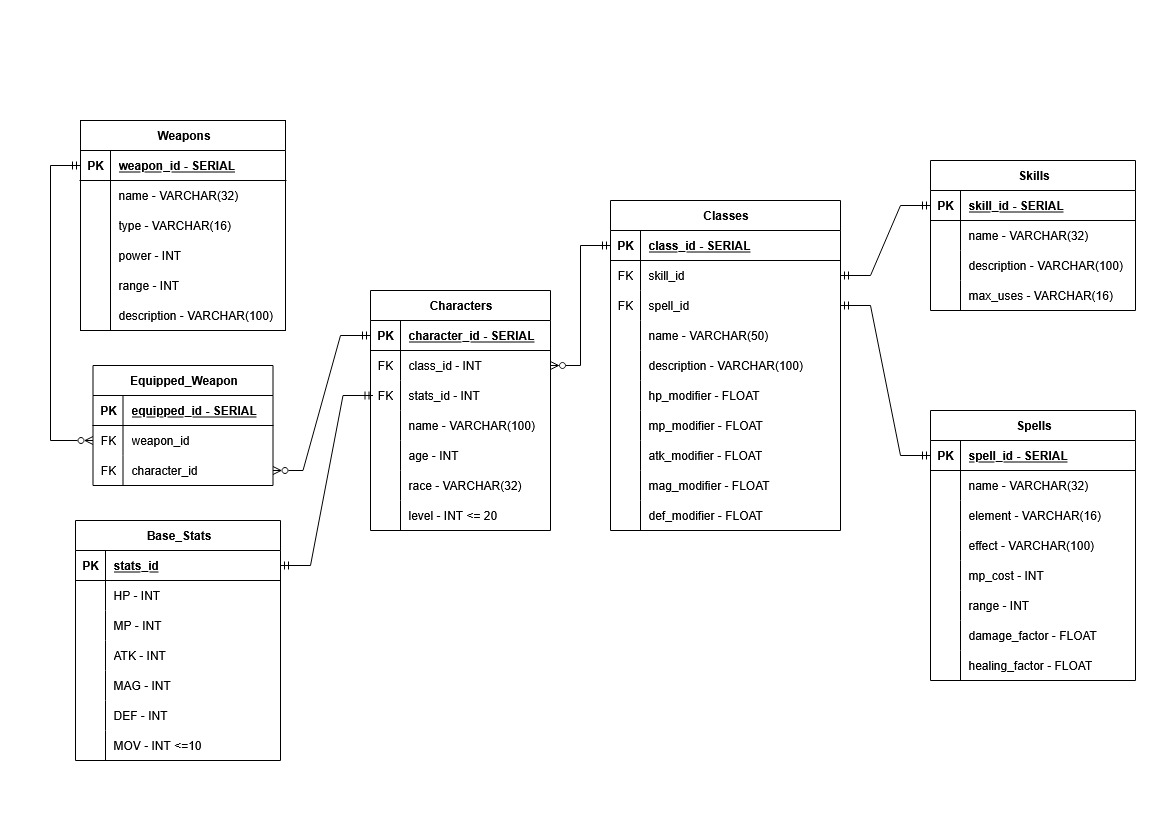 Weapons
PK weapon_id - SERIAL
name - VARCHAR(32)
type - VARCHAR(16)
power - INT
range - INT
description - VARCHAR(100)
Equipped_Weapon
PK equipped_id - SERIAL
FK weapon_id
FK character_id
Base_Stats
PK stats_id
HP - INT
MP - INT
ATK - INT
MAG - INT
DEF - INT
MOV - INT <=10
Characters
PK character_id - SERIAL
FK class_id - INT
FK stats_id - INT
name - VARCHAR(100)
age - INT
race - VARCHAR(32)
level - INT <= 20
Classes
PK class_id - SERIAL
FK skill_id
FK spell_id
name - VARCHAR(50)
description - VARCHAR(100)
hp_modifier - FLOAT
mp_modifier - FLOAT
atk_modifier - FLOAT
mag_modifier - FLOAT
def_modifier - FLOAT
Skills
PK skill_id - SERIAL
name - VARCHAR(32)
description - VARCHAR(100)
max_uses - VARCHAR(16)
Spells
PK spell_id - SERIAL
name - VARCHAR(32)
element - VARCHAR(16)
effect - VARCHAR(100)
mp_cost - INT
range - INT
damage_factor - FLOAT
healing_factor - FLOAT